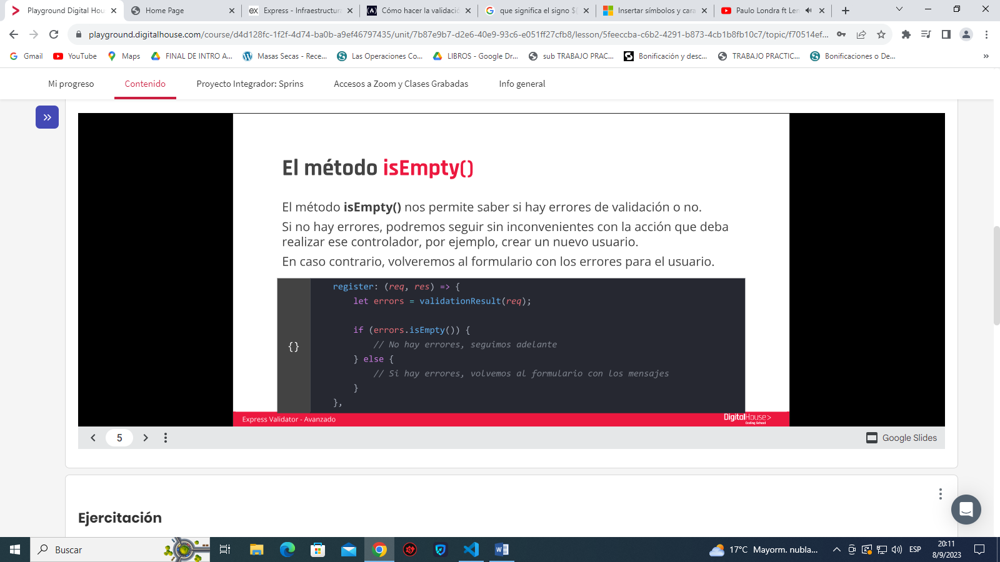 Playground Digital Hou
Home Page
Express - Infraestructura
Cómo hacer la validació
que significa el signo $(
Insertar símbolos y cara
Paulo Londra ft Len
playground.digitalhouse.com/course/d4d128fc-1f2f-4d74-ba0b-a9ef46797435/unit/7b87e9b7-d2e6-40e9-93c6-e051ff27cfb8/lesson/5feeccba-c6b2-4291-b873-4cb1b8fb10c7/topic/f70514ef...
Gmail
YouTube
Maps
FINAL DE INTRO A...
Masas Secas - Rece...
Las Operaciones Co...
LIBROS - Google Dr...
sub TRABAJO PRAC...
Bonificación y desc...
TRABAJO PRACTIC...
Bonificaciones o De...
Mi progreso
Contenido
Proyecto Integrador: Sprins
Accesos a Zoom y Clases Grabadas
Info general
El método isEmpty()
El método isEmpty() nos permite saber si hay errores de validación o no.
Si no hay errores, podremos seguir sin inconvenientes con la acción que deba
realizar ese controlador, por ejemplo, crear un nuevo usuario.
En caso contrario, volveremos al formulario con los errores para el usuario.
{}
register: (req, res) => {
let errors = validationResult(req);
if (errors.isEmpty()) {
// No hay errores, seguimos adelante
} else {
// Si hay errores, volvemos al formulario con los mensajes
}
},
Express Validator - Avanzado
DigitalHouse>
Coding School
5
Google Slides
Ejercitación
Buscar
17°C Mayorm. nubla...
ESP
20:11
8/9/2023